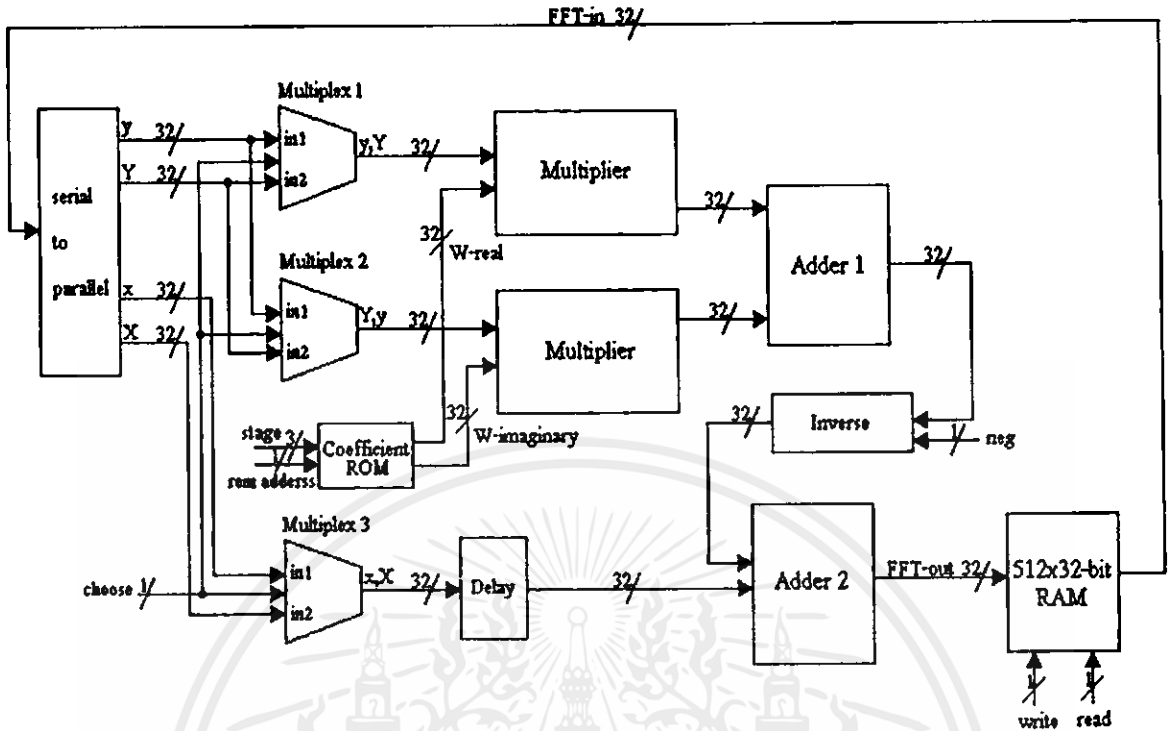 FFT-in 32/
serial
to
parallel
y 32/
Y 32/
x 32/
X 32/
Multiplex 1
in1
in2
y,Y 32/
Multiplier
32/
W-real
32/
Multiplex 2
in1
in2
Y,y 32/
Multiplier
32/
W-imaginary
32/
Adder 1
32/
stage 3/
rom adderss
Coefficient
ROM
Inverse
32/
1/ neg
Multiplex 3
choose 1/
in1
in2
x,X 32/
Delay
32/
Adder 2
FFT-out 32/
512x32-bit
RAM
write
read